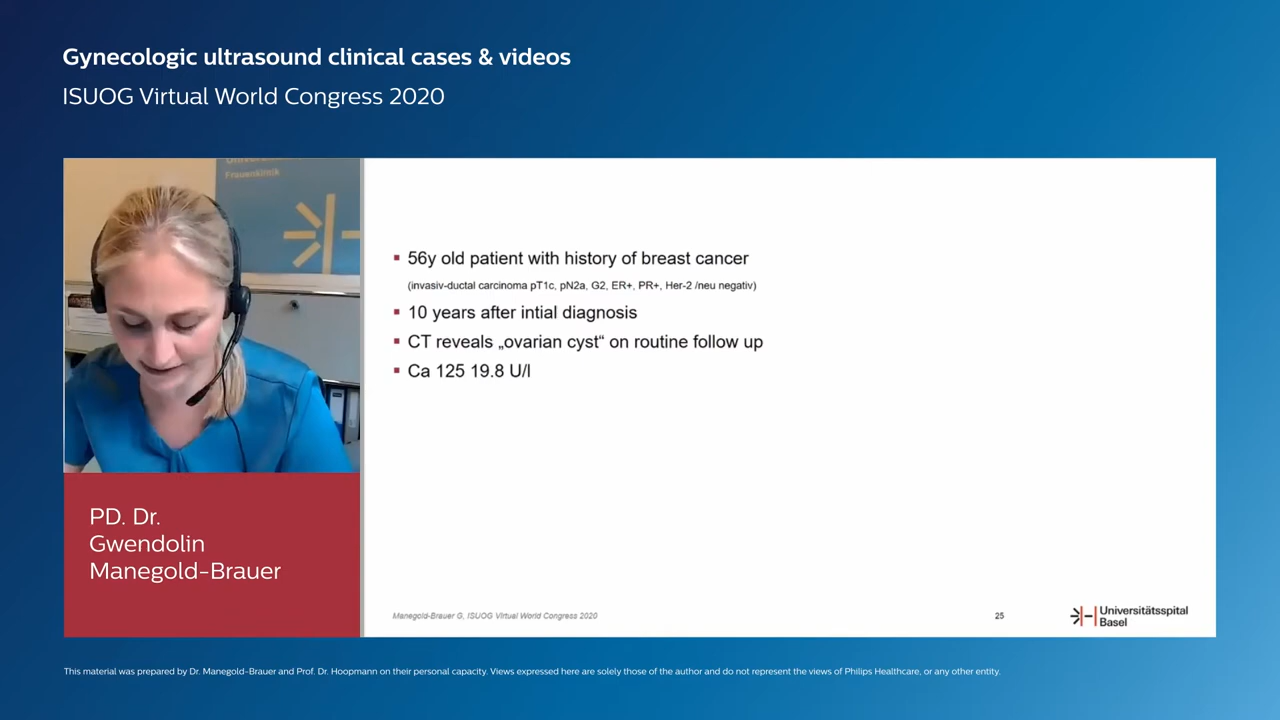 Gynecologic ultrasound clinical cases & videos
ISUOG Virtual World Congress 2020
Frauenklinik
▪ 56y old patient with history of breast cancer
(invasiv-ductal carcinoma pT1c, pN2a, G2, ER+, PR+, Her-2 /neu negativ)
▪ 10 years after intial diagnosis
▪ CT reveals „ovarian cyst“ on routine follow up
▪ Ca 125 19.8 U/l
PD. Dr.
Gwendolin
Manegold-Brauer
Manegold-Brauer G, ISUOG Virtual World Congress 2020
25
Universitätsspital
Basel
This material was prepared by Dr. Manegold-Brauer and Prof. Dr. Hoopmann on their personal capacity. Views expressed here are solely those of the author and do not represent the views of Philips Healthcare, or any other entity.